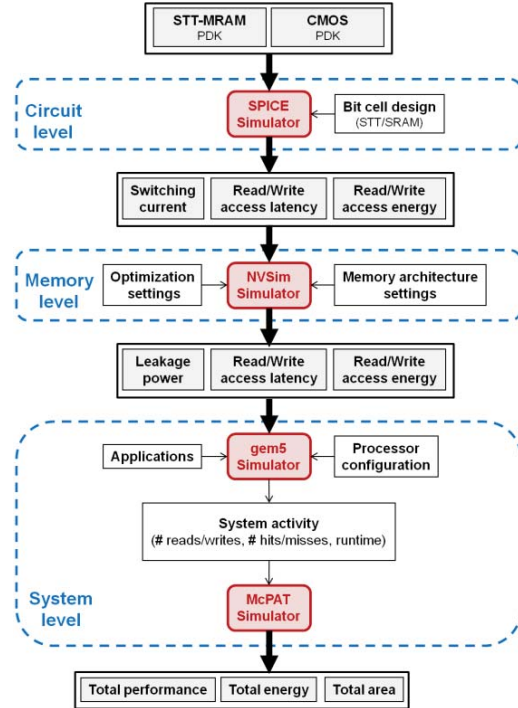 STT-MRAM
PDK
CMOS
PDK
Circuit
level
SPICE
Simulator
Bit cell design
(STT/SRAM)
Switching
current
Read/Write
access latency
Read/Write
access energy
Memory
level
Optimization
settings
NVSim
Simulator
Memory architecture
settings
Leakage
power
Read/Write
access latency
Read/Write
access energy
Applications
gem5
Simulator
Processor
configuration
System activity
(# reads/writes, # hits/misses, runtime)
System
level
McPAT
Simulator
Total performance
Total energy
Total area